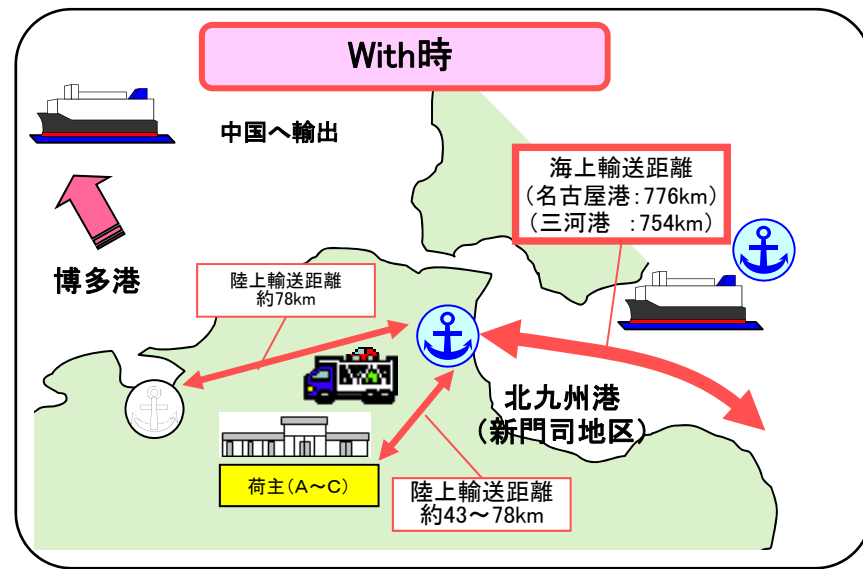 With時
中国へ輸出
海上輸送距離
(名古屋港:776km)
(三河港 :754km)
博多港
陸上輸送距離
約78km
北九州港
(新門司地区)
荷主(A～C)
陸上輸送距離
約43～78km